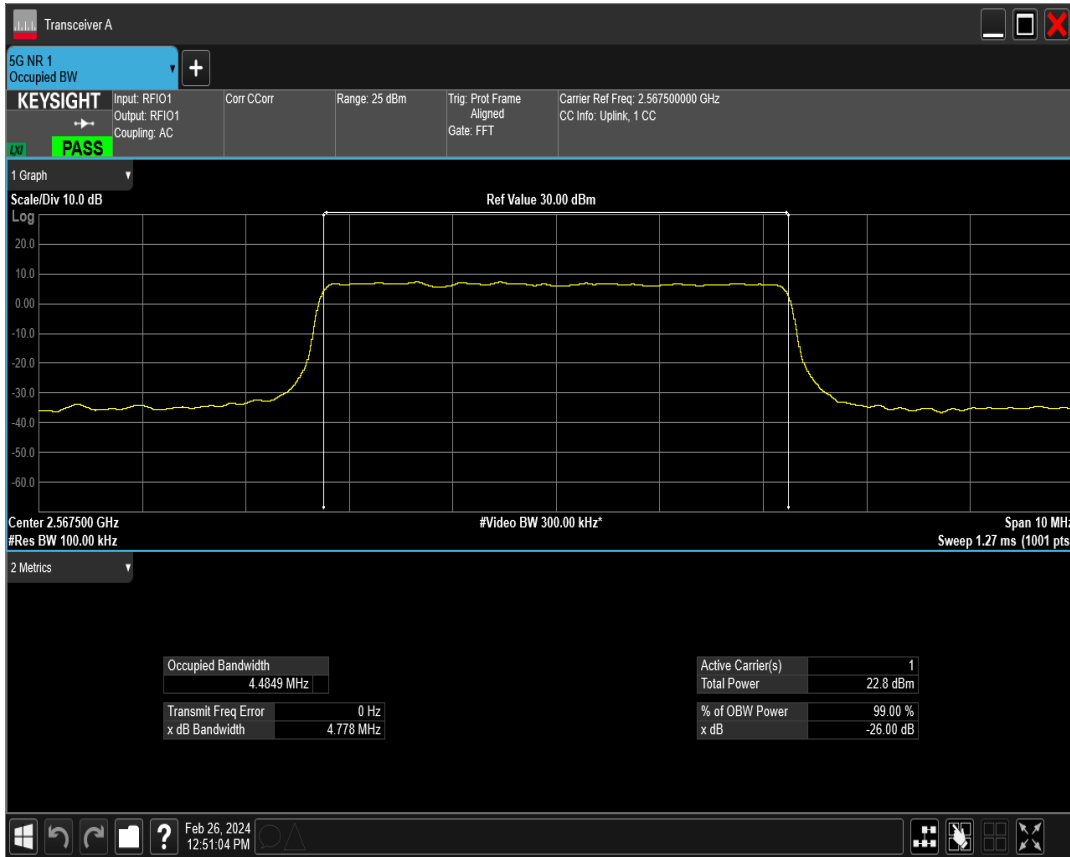 Transceiver A
5G NR 1
Occupied BW
+
KEYSIGHT
LXI
PASS
Input: RFIO1
Output: RFIO1
Coupling: AC
Corr CCorr
Range: 25 dBm
Trig: Prot Frame
Aligned
Gate: FFT
Carrier Ref Freq: 2.567500000 GHz
CC Info: Uplink, 1 CC
1 Graph
Scale/Div 10.0 dB
Ref Value 30.00 dBm
Log
20.0
10.0
0.00
-10.0
-20.0
-30.0
-40.0
-50.0
-60.0
Center 2.567500 GHz
#Video BW 300.00 kHz*
Span 10 MHz
#Res BW 100.00 kHz
Sweep 1.27 ms (1001 pts
2 Metrics
Occupied Bandwidth
4.4849 MHz
Transmit Freq Error 0 Hz
x dB Bandwidth 4.778 MHz
Active Carrier(s) 1
Total Power 22.8 dBm
% of OBW Power 99.00 %
x dB -26.00 dB
?
Feb 26, 2024
12:51:04 PM